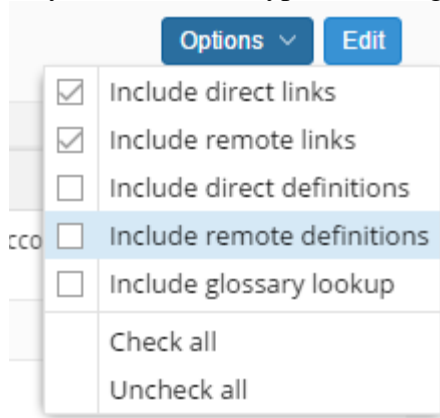 Options Edit
Include direct links
Include remote links
Include direct definitions
cco Include remote definitions
Include glossary lookup
Check all
Uncheck all